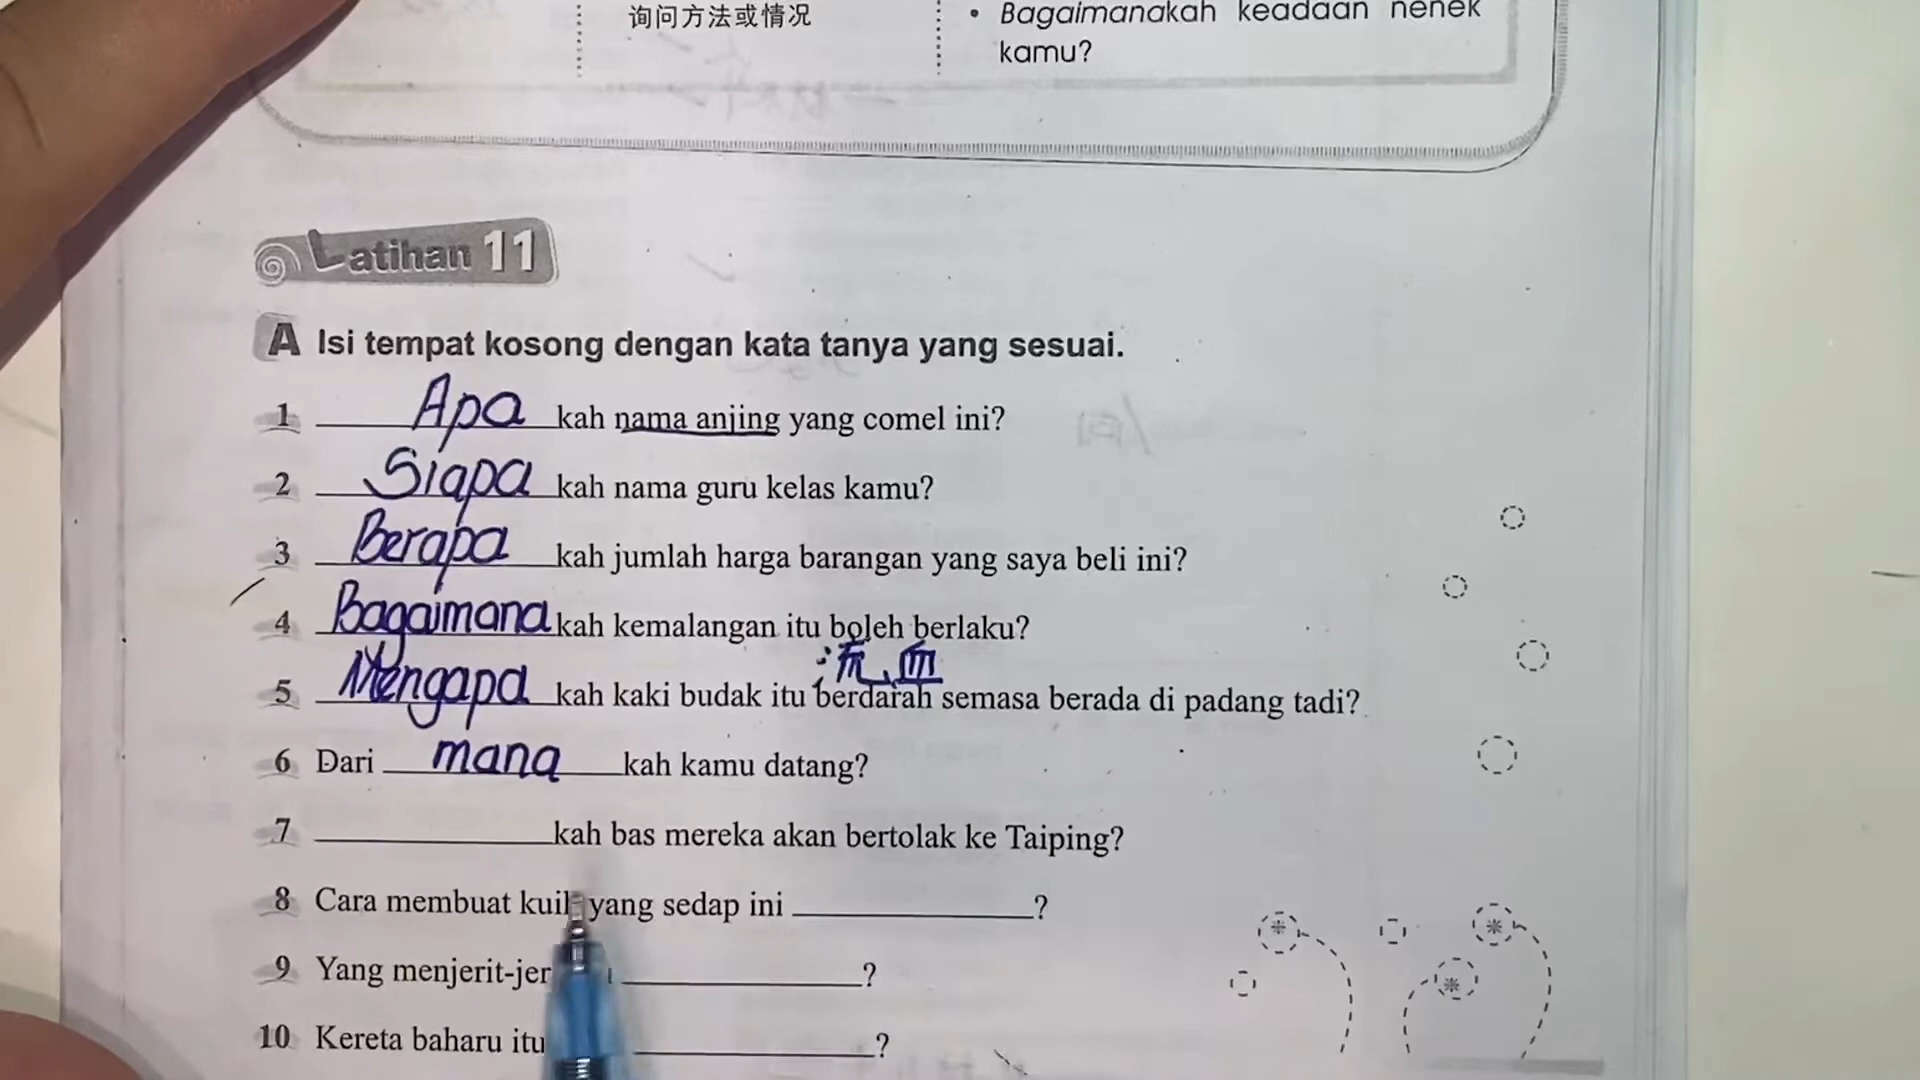 询问方法或情况
• Bagaimanakah keadaan nenek
kamu?
Latihan 11
A Isi tempat kosong dengan kata tanya yang sesuai.
1 Apa kah nama anjing yang comel ini?
2 Siapa kah nama guru kelas kamu?
3 Berapa kah jumlah harga barangan yang saya beli ini?
4 Bagaimana kah kemalangan itu boleh berlaku?
流血
5 Mengapa kah kaki budak itu berdarah semasa berada di padang tadi?
6 Dari mana kah kamu datang?
7 ____________kah bas mereka akan bertolak ke Taiping?
8 Cara membuat yang sedap ini ____________?
9 Yang ____________?
10 Kereta baharu itu ____________?